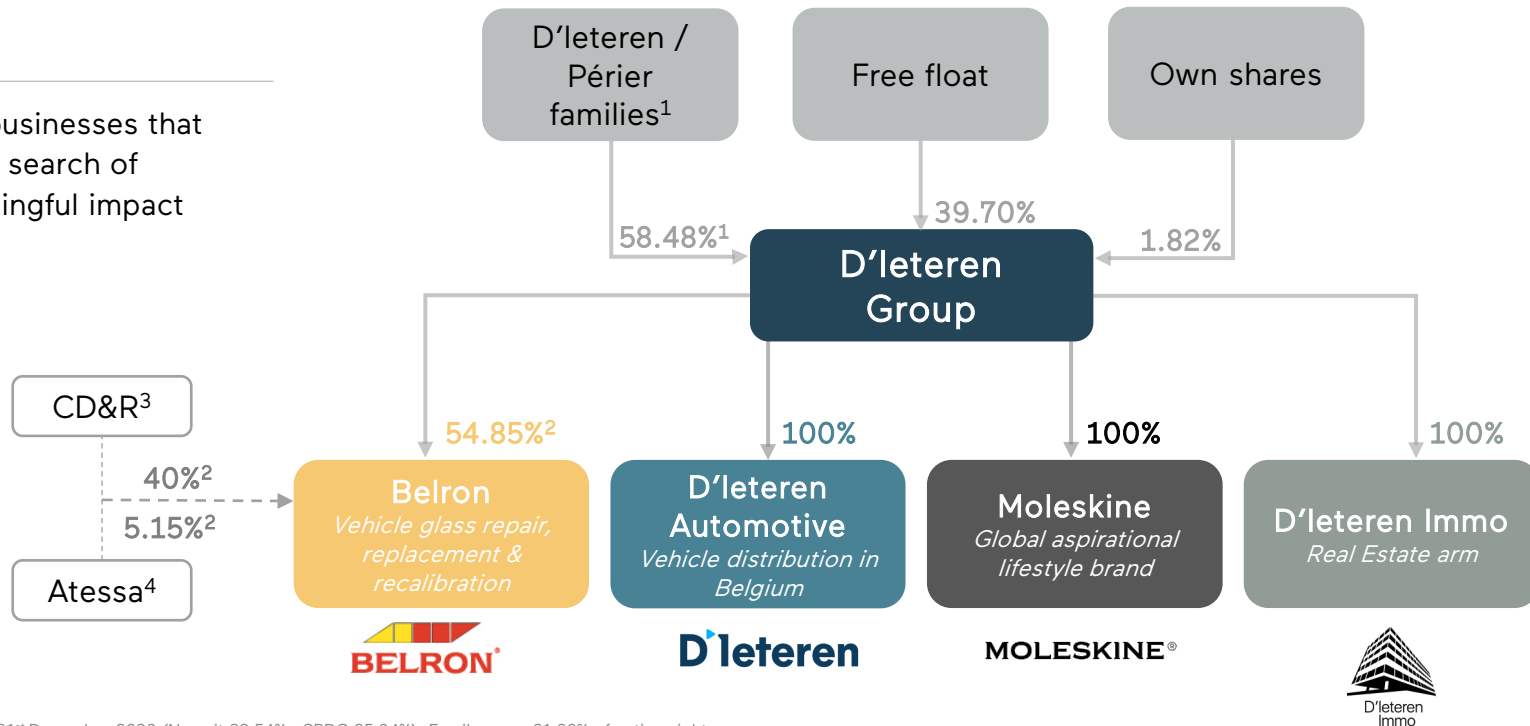 D'Ieteren /
Périer
families¹
Free float
Own shares
businesses that
search of
ingful impact
39.70%
58.48%¹
1.82%
D'Ieteren
Group
CD&R³
54.85%²
100%
100%
100%
40%²
5.15%²
Atessa⁴
Belron
Vehicle glass repair,
replacement &
recalibration
D'Ieteren
Automotive
Vehicle distribution in
Belgium
Moleskine
Global aspirational
lifestyle brand
D'Ieteren Immo
Real Estate arm
BELRON®
D'Ieteren
MOLESKINE®
D'Ieteren
Immo